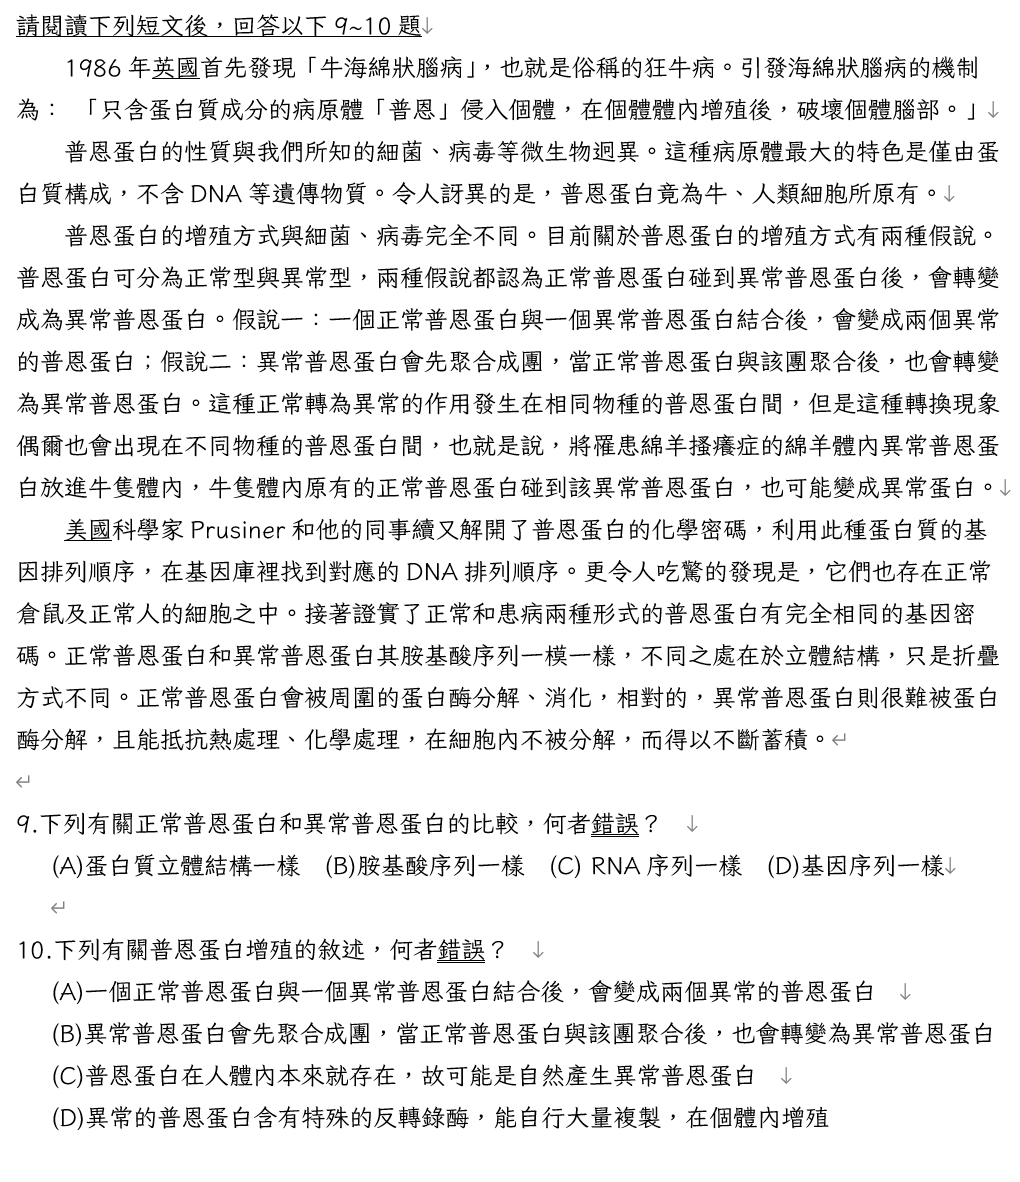 請閱讀下列短文後，回答以下 9~10 題↓
1986 年英國首先發現「牛海綿狀腦病」，也就是俗稱的狂牛病。引發海綿狀腦病的機制
為： 「只含蛋白質成分的病原體「普恩」侵入個體，在個體體內增殖後，破壞個體腦部。」↓
普恩蛋白的性質與我們所知的細菌、病毒等微生物迥異。這種病原體最大的特色是僅由蛋
白質構成，不含 DNA 等遺傳物質。令人訝異的是，普恩蛋白竟為牛、人類細胞所原有。↓
普恩蛋白的增殖方式與細菌、病毒完全不同。目前關於普恩蛋白的增殖方式有兩種假說。
普恩蛋白可分為正常型與異常型，兩種假說都認為正常普恩蛋白碰到異常普恩蛋白後，會轉變
成為異常普恩蛋白。假說一：一個正常普恩蛋白與一個異常普恩蛋白結合後，會變成兩個異常
的普恩蛋白；假說二：異常普恩蛋白會先聚合成團，當正常普恩蛋白與該團聚合後，也會轉變
為異常普恩蛋白。這種正常轉為異常的作用發生在相同物種的普恩蛋白間，但是這種轉換現象
偶爾也會出現在不同物種的普恩蛋白間，也就是說，將罹患綿羊搔癢症的綿羊體內異常普恩蛋
白放進牛隻體內，牛隻體內原有的正常普恩蛋白碰到該異常普恩蛋白，也可能變成異常蛋白。↓
美國科學家 Prusiner 和他的同事續又解開了普恩蛋白的化學密碼，利用此種蛋白質的基
因排列順序，在基因庫裡找到對應的 DNA 排列順序。更令人吃驚的發現是，它們也存在正常
倉鼠及正常人的細胞之中。接著證實了正常和患病兩種形式的普恩蛋白有完全相同的基因密
碼。正常普恩蛋白和異常普恩蛋白其胺基酸序列一模一樣，不同之處在於立體結構，只是折疊
方式不同。正常普恩蛋白會被周圍的蛋白酶分解、消化，相對的，異常普恩蛋白則很難被蛋白
酶分解，且能抵抗熱處理、化學處理，在細胞內不被分解，而得以不斷蓄積。↵
↵
9.下列有關正常普恩蛋白和異常普恩蛋白的比較，何者錯誤？ ↓
(A)蛋白質立體結構一樣 (B)胺基酸序列一樣 (C) RNA 序列一樣 (D)基因序列一樣↓
↵
10.下列有關普恩蛋白增殖的敘述，何者錯誤？ ↓
(A)一個正常普恩蛋白與一個異常普恩蛋白結合後，會變成兩個異常的普恩蛋白 ↓
(B)異常普恩蛋白會先聚合成團，當正常普恩蛋白與該團聚合後，也會轉變為異常普恩蛋白
(C)普恩蛋白在人體內本來就存在，故可能是自然產生異常普恩蛋白 ↓
(D)異常的普恩蛋白含有特殊的反轉錄酶，能自行大量複製，在個體內增殖